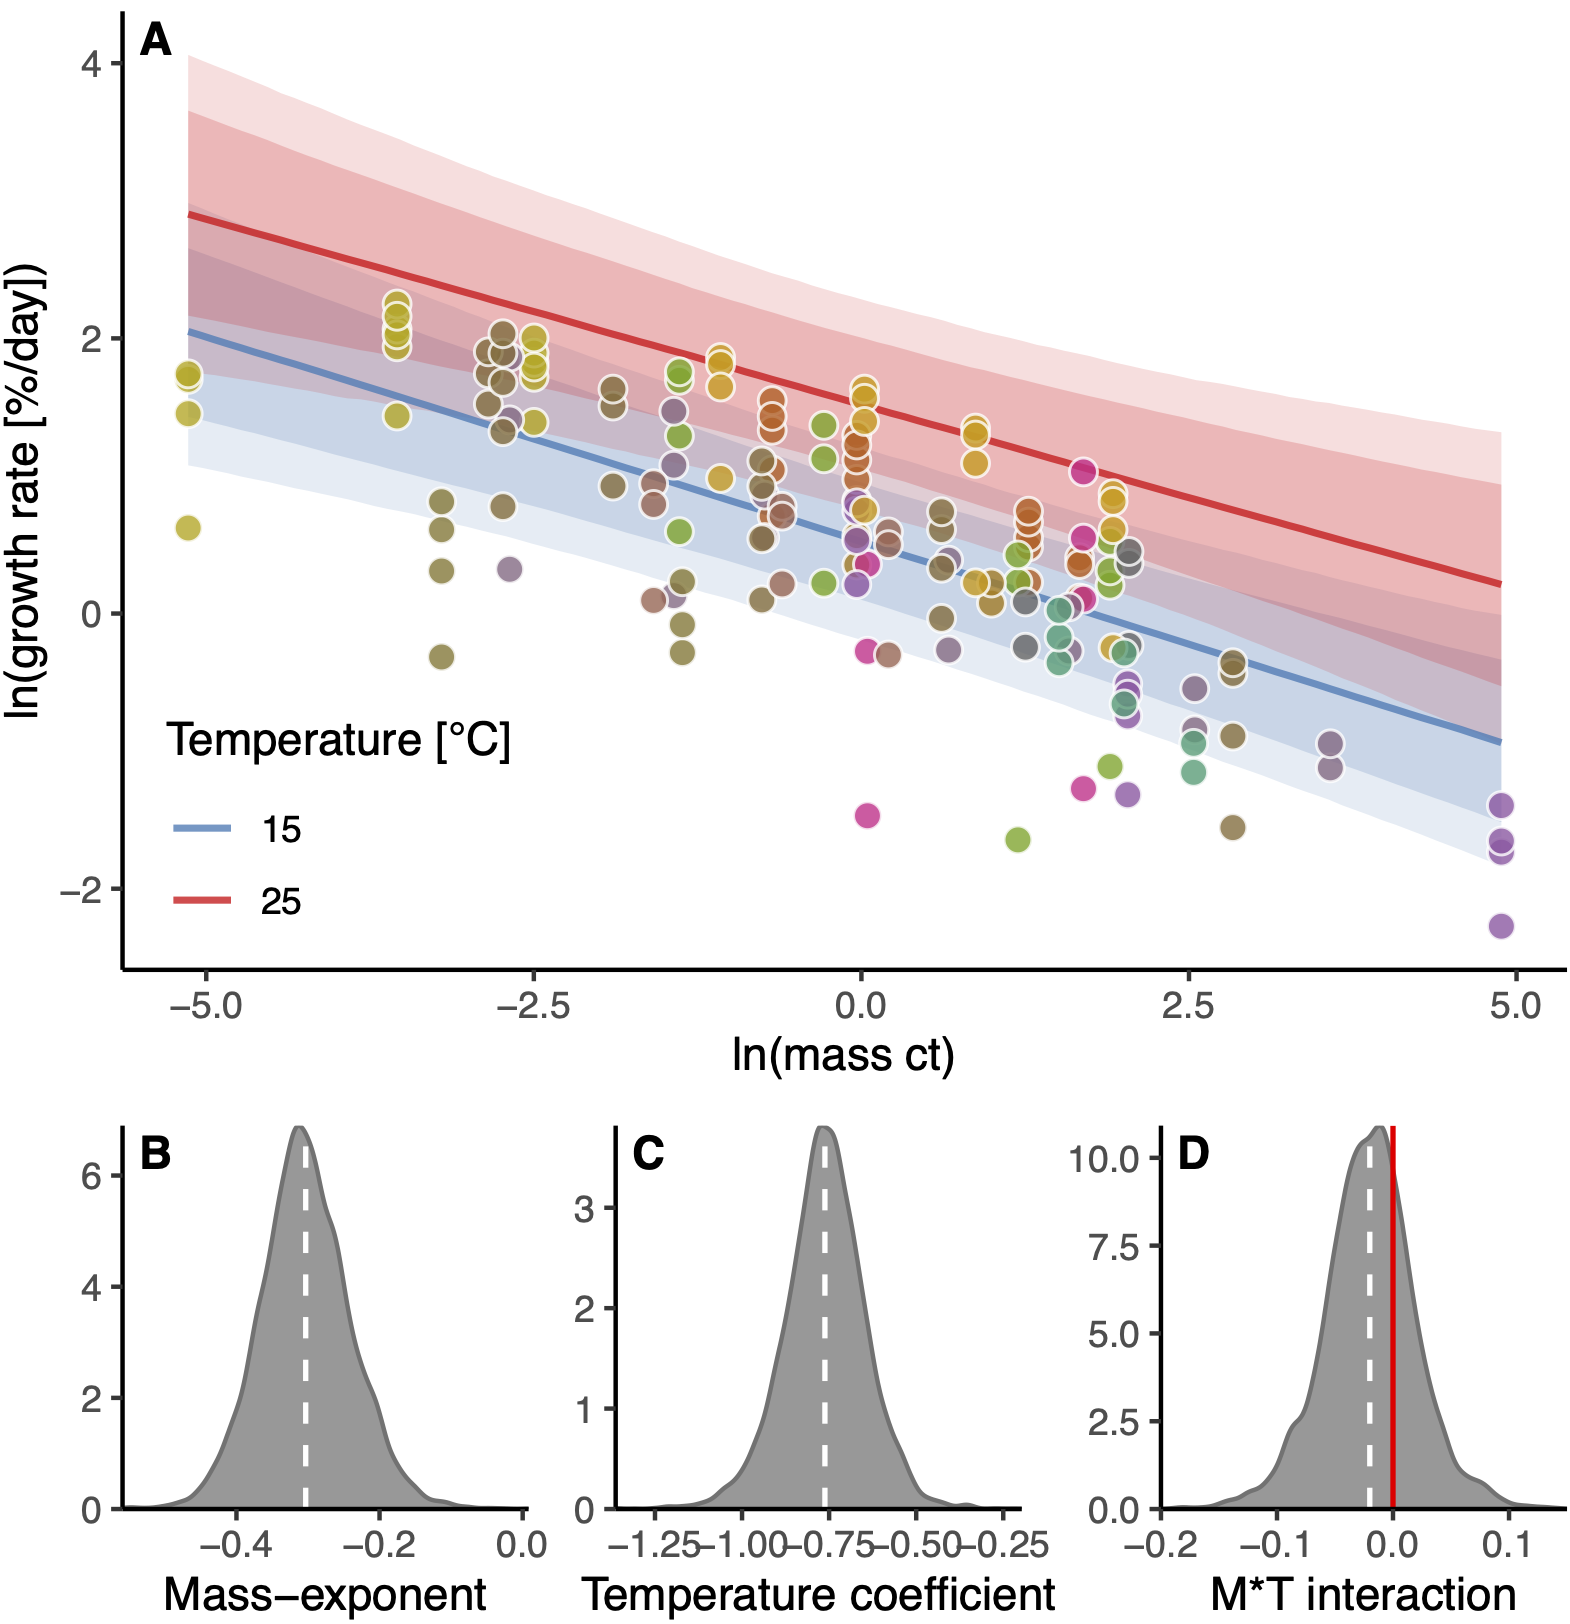 A
4
2
0
−2
ln(growth rate [%/day])
Temperature [°C]
15
25
−5.0 −2.5 0.0 2.5 5.0
ln(mass ct)
B
6
4
2
0
−0.4 −0.2 0.0
Mass−exponent
C
3
2
1
0
−1.25−1.00−0.75−0.50−0.25
Temperature coefficient
D
10.0
7.5
5.0
2.5
0.0
−0.2 −0.1 0.0 0.1
M*T interaction